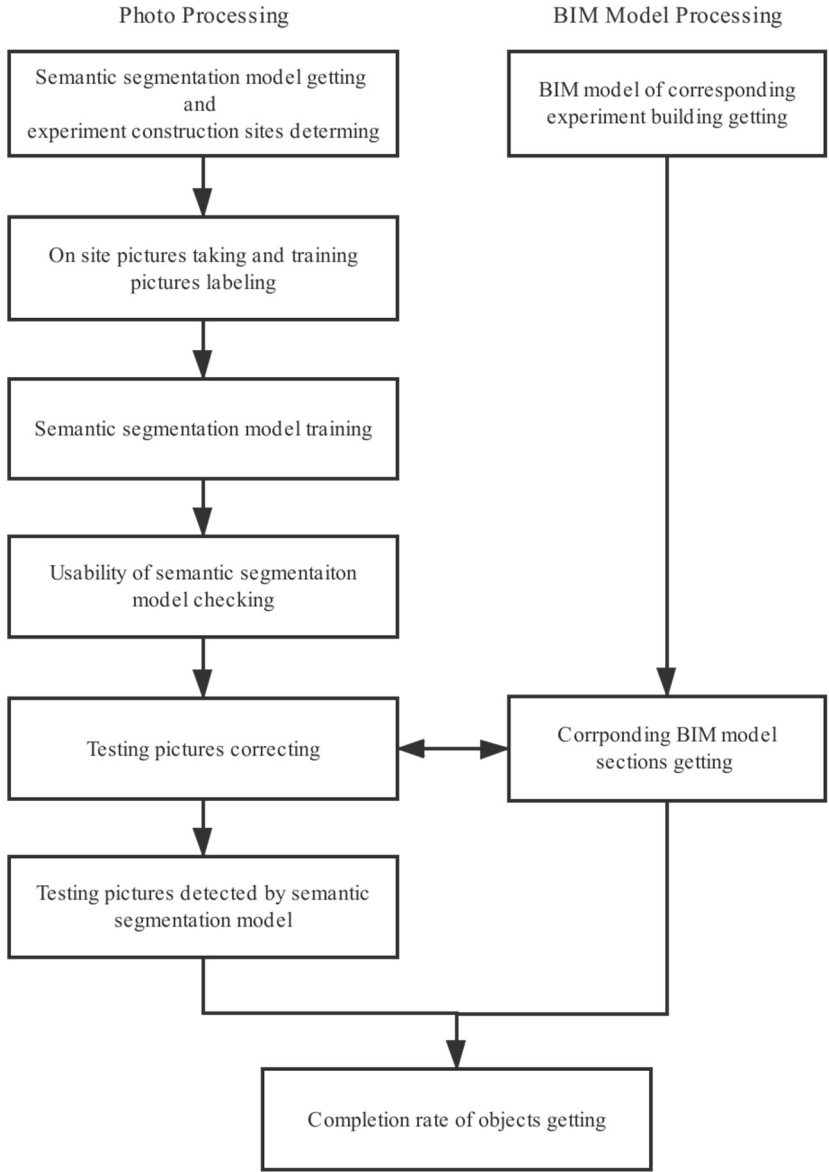 Photo Processing
BIM Model Processing
Semantic segmentation model getting
and
experiment construction sites determing
BIM model of corresponding
experiment building getting
On site pictures taking and training
pictures labeling
Semantic segmentation model training
Usability of semantic segmentaiton
model checking
Testing pictures correcting
Corrponding BIM model
sections getting
Testing pictures detected by semantic
segmentation model
Completion rate of objects getting